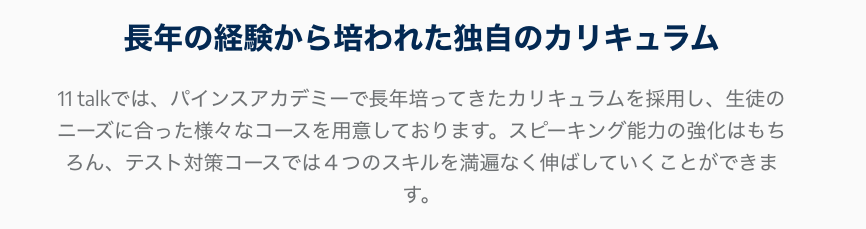 長年の経験から培われた独自のカリキュラム
11 talkでは、パインスアカデミーで長年培ってきたカリキュラムを採用し、生徒の
ニーズに合った様々なコースを用意しております。スピーキング能力の強化はもち
ろん、テスト対策コースでは４つのスキルを満遍なく伸ばしていくことができま
す。